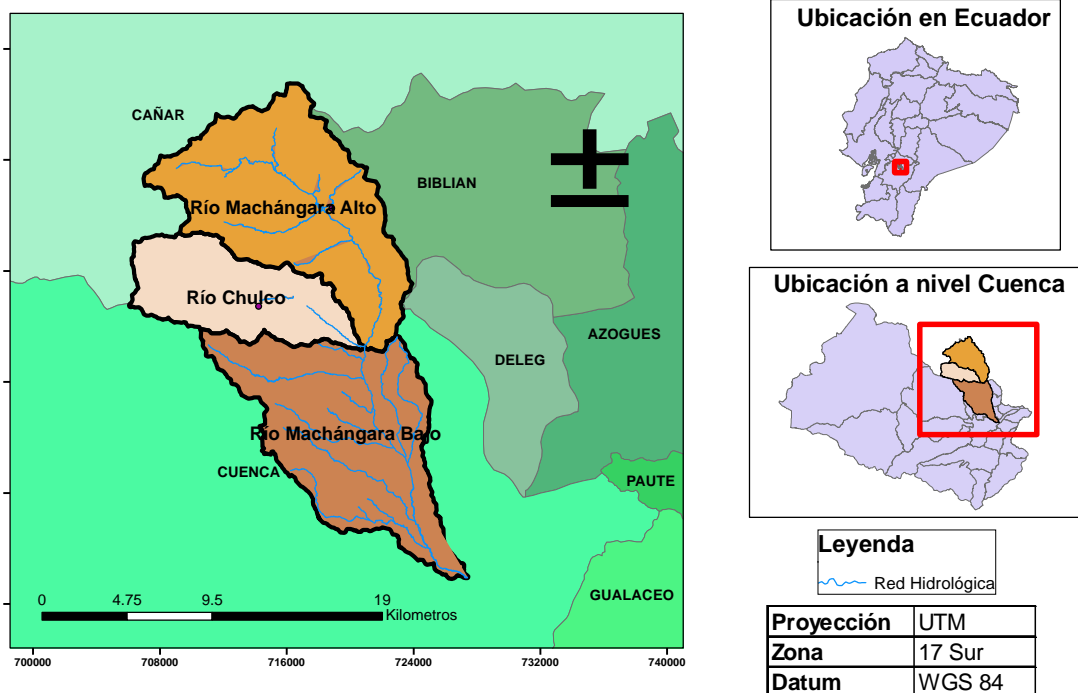 CAÑAR
BIBLIAN
Río Machángara Alto
Río Chulco
AZOGUES
DELEG
Río Machángara Bajo
CUENCA
PAUTE
GUALACEO
0 4.75 9.5 19
Kilometros
700000 708000 716000 724000 732000 740000
Ubicación en Ecuador
Ubicación a nivel Cuenca
Leyenda
Red Hidrológica
Proyección UTM
Zona 17 Sur
Datum WGS 84